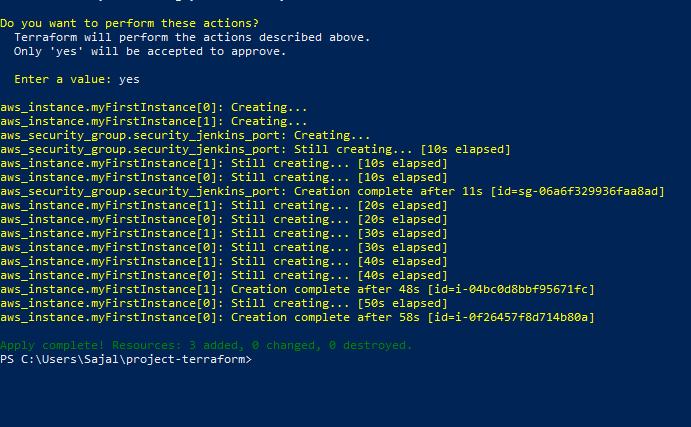 Do you want to perform these actions?
Terraform will perform the actions described above.
Only 'yes' will be accepted to approve.
Enter a value: yes
aws_instance.myFirstInstance[0]: Creating...
aws_instance.myFirstInstance[1]: Creating...
aws_security_group.security_jenkins_port: Creating...
aws_security_group.security_jenkins_port: Still creating... [10s elapsed]
aws_instance.myFirstInstance[1]: Still creating... [10s elapsed]
aws_instance.myFirstInstance[0]: Still creating... [10s elapsed]
aws_security_group.security_jenkins_port: Creation complete after 11s [id=sg-06a6f329936faa8ad]
aws_instance.myFirstInstance[1]: Still creating... [20s elapsed]
aws_instance.myFirstInstance[0]: Still creating... [20s elapsed]
aws_instance.myFirstInstance[1]: Still creating... [30s elapsed]
aws_instance.myFirstInstance[0]: Still creating... [30s elapsed]
aws_instance.myFirstInstance[1]: Still creating... [40s elapsed]
aws_instance.myFirstInstance[0]: Still creating... [40s elapsed]
aws_instance.myFirstInstance[1]: Creation complete after 48s [id=i-04bc0d8bbf95671fc]
aws_instance.myFirstInstance[0]: Still creating... [50s elapsed]
aws_instance.myFirstInstance[0]: Creation complete after 58s [id=i-0f26457f8d714b80a]
Apply complete! Resources: 3 added, 0 changed, 0 destroyed.
PS C:\Users\Sajal\project-terraform>